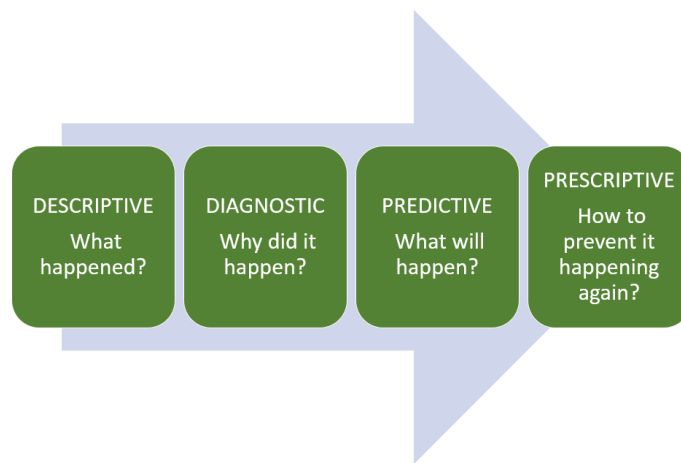 DESCRIPTIVE
What
happened?
DIAGNOSTIC
Why did it
happen?
PREDICTIVE
What will
happen?
PRESCRIPTIVE
How to
prevent it
happening
again?